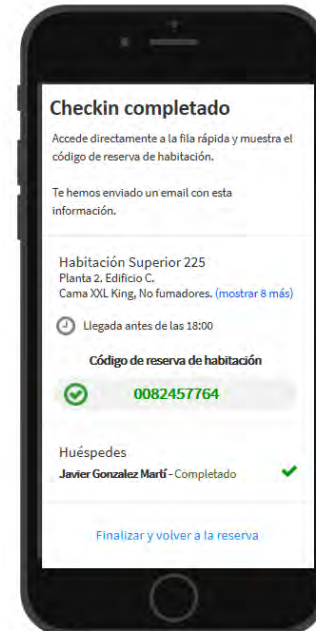 Checkin completado
Accede directamente a la fila rápida y muestra el
código de reserva de habitación.
Te hemos enviado un email con esta
información.
Habitación Superior 225
Planta 2. Edificio C.
Cama XXL King, No fumadores. (mostrar 8 más)
Llegada antes de las 18:00
Código de reserva de habitación
0082457764
Huéspedes
Javier Gonzalez Martí - Completado
Finalizar y volver a la reserva